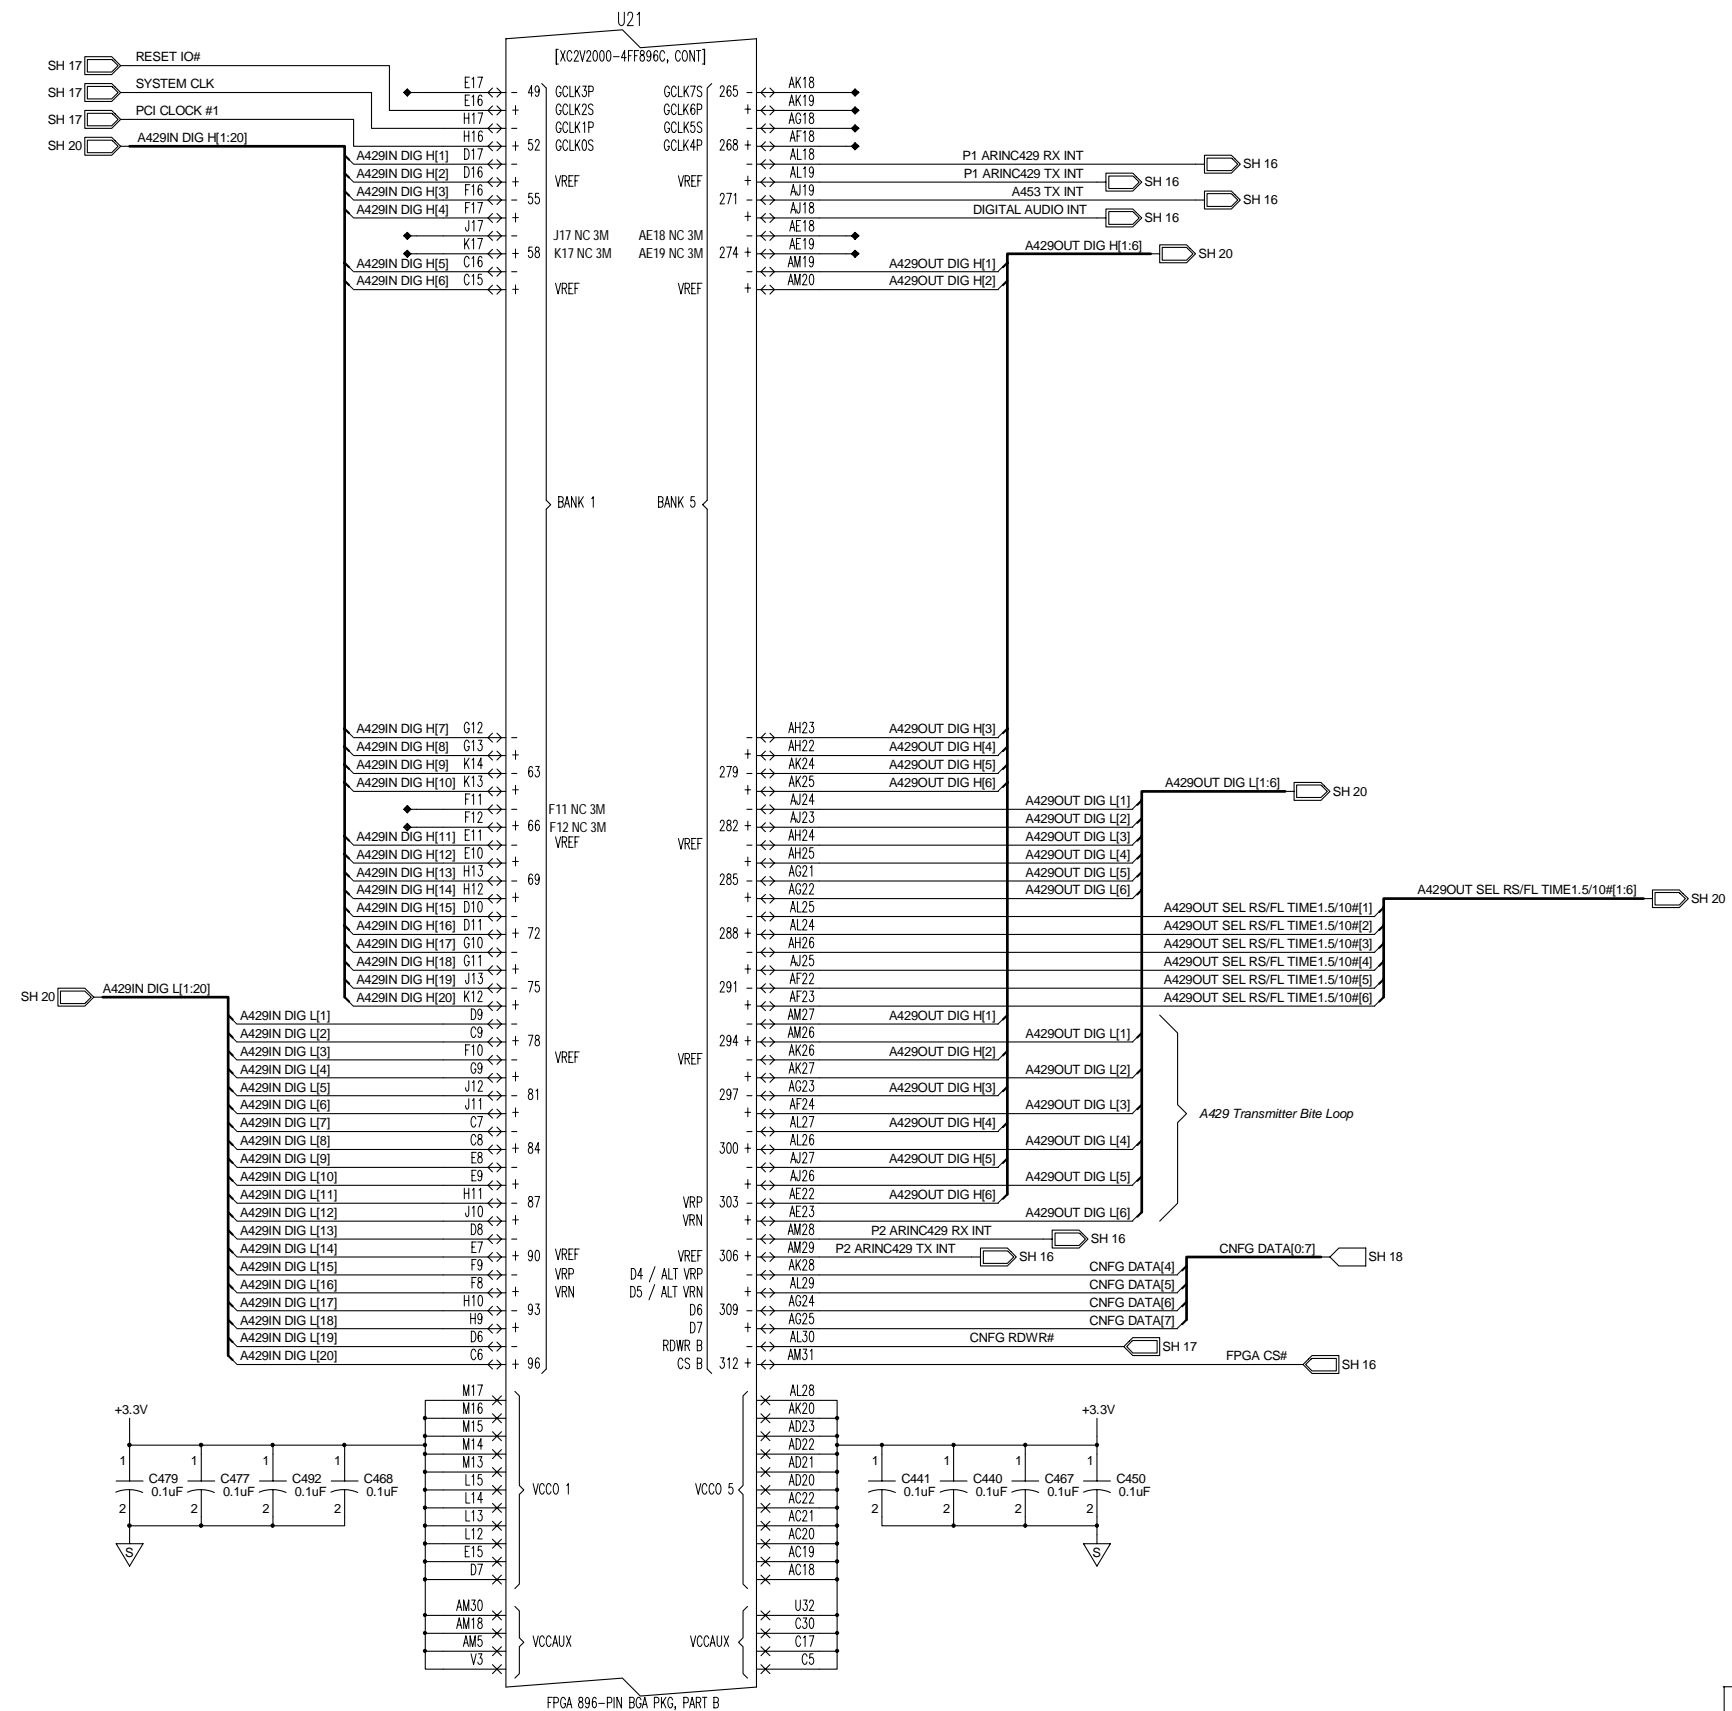 U21
[XC2V2000-4FF896C, CONT]
SH 17 RESET IO#
SH 17 SYSTEM CLK
SH 17 PCI CLOCK #1
SH 20 A429IN DIG H[1:20]
E17 - 49 GCLK3P
E16 + GCLK2S
H17 - GCLK1P
H16 + 52 GCLK0S
A429IN DIG H[1] D17 -
A429IN DIG H[2] D16 + VREF
A429IN DIG H[3] F16 - 55
A429IN DIG H[4] F17 +
J17 - J17 NC 3M
K17 + 58 K17 NC 3M
A429IN DIG H[5] C16 -
A429IN DIG H[6] C15 + VREF
BANK 1
A429IN DIG H[7] G12 -
A429IN DIG H[8] G13 +
A429IN DIG H[9] K14 - 63
A429IN DIG H[10] K13 +
F11 - F11 NC 3M
F12 + 66 F12 NC 3M
A429IN DIG H[11] E11 - VREF
A429IN DIG H[12] E10 +
A429IN DIG H[13] H13 - 69
A429IN DIG H[14] H12 +
A429IN DIG H[15] D10 -
A429IN DIG H[16] D11 + 72
A429IN DIG H[17] G10 -
A429IN DIG H[18] G11 +
A429IN DIG H[19] J13 - 75
A429IN DIG H[20] K12 +
SH 20 A429IN DIG L[1:20]
A429IN DIG L[1] D9 -
A429IN DIG L[2] C9 + 78
A429IN DIG L[3] F10 - VREF
A429IN DIG L[4] G9 +
A429IN DIG L[5] J12 - 81
A429IN DIG L[6] J11 +
A429IN DIG L[7] C7 -
A429IN DIG L[8] C8 + 84
A429IN DIG L[9] E8 -
A429IN DIG L[10] E9 +
A429IN DIG L[11] H11 - 87
A429IN DIG L[12] J10 +
A429IN DIG L[13] D8 -
A429IN DIG L[14] E7 + 90 VREF
A429IN DIG L[15] F9 - VRP
A429IN DIG L[16] F8 + VRN
A429IN DIG L[17] H10 - 93
A429IN DIG L[18] H9 +
A429IN DIG L[19] D6 -
A429IN DIG L[20] C6 + 96
GCLK7S 265 - AK18
GCLK6P + AK19
GCLK5S - AG18
GCLK4P 268 + AF18
- AL18 P1 ARINC429 RX INT SH 16
VREF + AL19 P1 ARINC429 TX INT SH 16
271 - AJ19 A453 TX INT SH 16
+ AJ18 DIGITAL AUDIO INT SH 16
AE18 NC 3M - AE18
AE19 NC 3M 274 + AE19
A429OUT DIG H[1:6] SH 20
- AM19 A429OUT DIG H[1]
VREF + AM20 A429OUT DIG H[2]
BANK 5
- AH23 A429OUT DIG H[3]
+ AH22 A429OUT DIG H[4]
279 - AK24 A429OUT DIG H[5]
+ AK25 A429OUT DIG H[6]
A429OUT DIG L[1:6] SH 20
- AJ24 A429OUT DIG L[1]
282 + AJ23 A429OUT DIG L[2]
VREF - AH24 A429OUT DIG L[3]
+ AH25 A429OUT DIG L[4]
285 - AG21 A429OUT DIG L[5]
+ AG22 A429OUT DIG L[6]
A429OUT SEL RS/FL TIME1.5/10#[1:6] SH 20
- AL25 A429OUT SEL RS/FL TIME1.5/10#[1]
288 + AL24 A429OUT SEL RS/FL TIME1.5/10#[2]
- AH26 A429OUT SEL RS/FL TIME1.5/10#[3]
+ AJ25 A429OUT SEL RS/FL TIME1.5/10#[4]
291 - AF22 A429OUT SEL RS/FL TIME1.5/10#[5]
+ AF23 A429OUT SEL RS/FL TIME1.5/10#[6]
- AM27 A429OUT DIG H[1]
294 + AM26 A429OUT DIG L[1]
VREF - AK26 A429OUT DIG H[2]
+ AK27 A429OUT DIG L[2]
297 - AG23 A429OUT DIG H[3]
+ AF24 A429OUT DIG L[3]
A429 Transmitter Bite Loop
- AL27 A429OUT DIG H[4]
300 + AL26 A429OUT DIG L[4]
- AJ27 A429OUT DIG H[5]
+ AJ26 A429OUT DIG L[5]
VRP 303 - AE22 A429OUT DIG H[6]
VRN + AE23 A429OUT DIG L[6]
- AM28 P2 ARINC429 RX INT SH 16
VREF 306 + AM29 P2 ARINC429 TX INT SH 16
CNFG DATA[0:7] SH 18
D4 / ALT VRP - AK28 CNFG DATA[4]
D5 / ALT VRN + AL29 CNFG DATA[5]
D6 309 - AG24 CNFG DATA[6]
D7 + AG25 CNFG DATA[7]
RDWR B - AL30 CNFG RDWR# SH 17
CS B 312 + AM31 FPGA CS# SH 16
M17
M16
M15
M14
M13
L15
L14
L13
L12
E15
D7
VCCO 1
AM30
AM18
AM5
V3
VCCAUX
+3.3V
1 C479 0.1uF 2
1 C477 0.1uF 2
1 C492 0.1uF 2
1 C468 0.1uF 2
S
AL28
AK20
AD23
AD22
AD21
AD20
AC22
AC21
AC20
AC19
AC18
VCCO 5
U32
C30
C17
C5
VCCAUX
+3.3V
1 C441 0.1uF 2
1 C440 0.1uF 2
1 C467 0.1uF 2
1 C450 0.1uF 2
S
FPGA 896-PIN BGA PKG, PART B